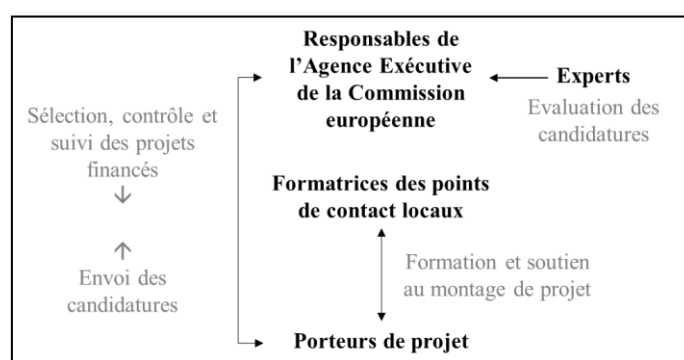 Responsables de
l'Agence Exécutive
de la Commission
européenne
Experts
Evaluation des
candidatures
Sélection, contrôle et
suivi des projets
financés
Formatrices des points
de contact locaux
Envoi des
candidatures
Formation et soutien
au montage de projet
Porteurs de projet